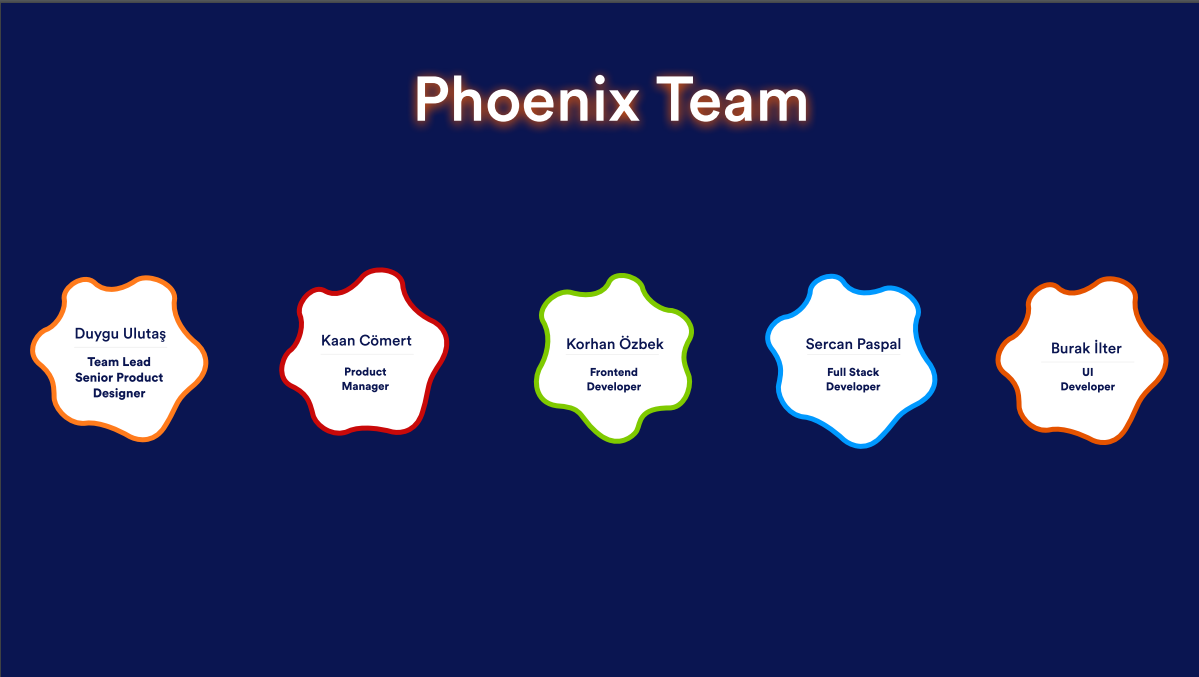 Phoenix Team
Duygu Ulutaş
Team Lead
Senior Product
Designer
Kaan Cömert
Product
Manager
Korhan Özbek
Frontend
Developer
Sercan Paspal
Full Stack
Developer
Burak İlter
UI
Developer